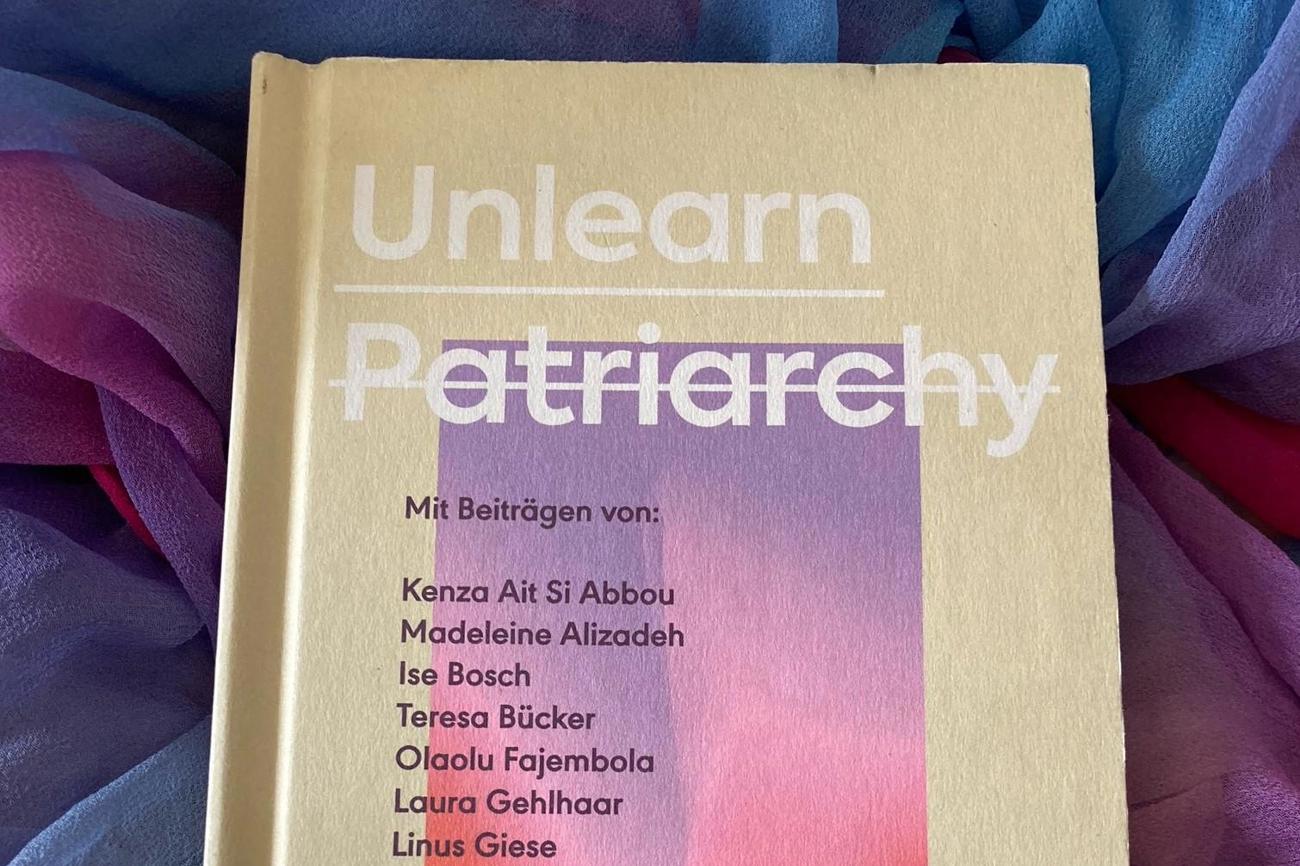 Unlearn
Patriarchy
Mit Beiträgen von:
Kenza Ait Si Abbou
Madeleine Alizadeh
Ise Bosch
Teresa Bücker
Olaolu Fajembola
Laura Gehlhaar
Linus Giese